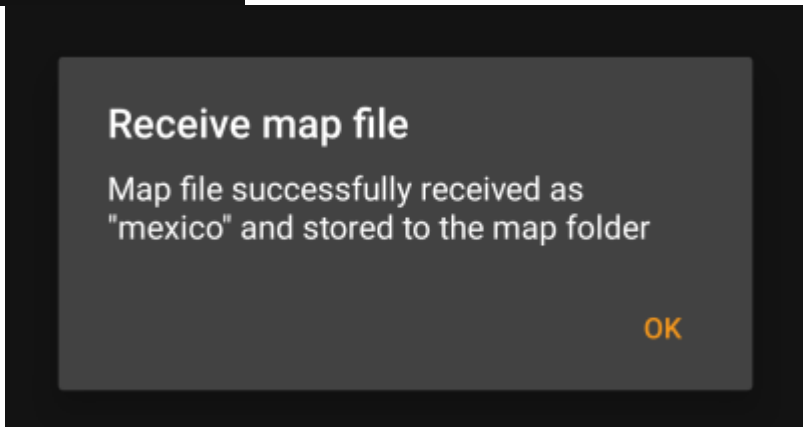 Receive map file
Map file successfully received as
"mexico" and stored to the map folder
OK